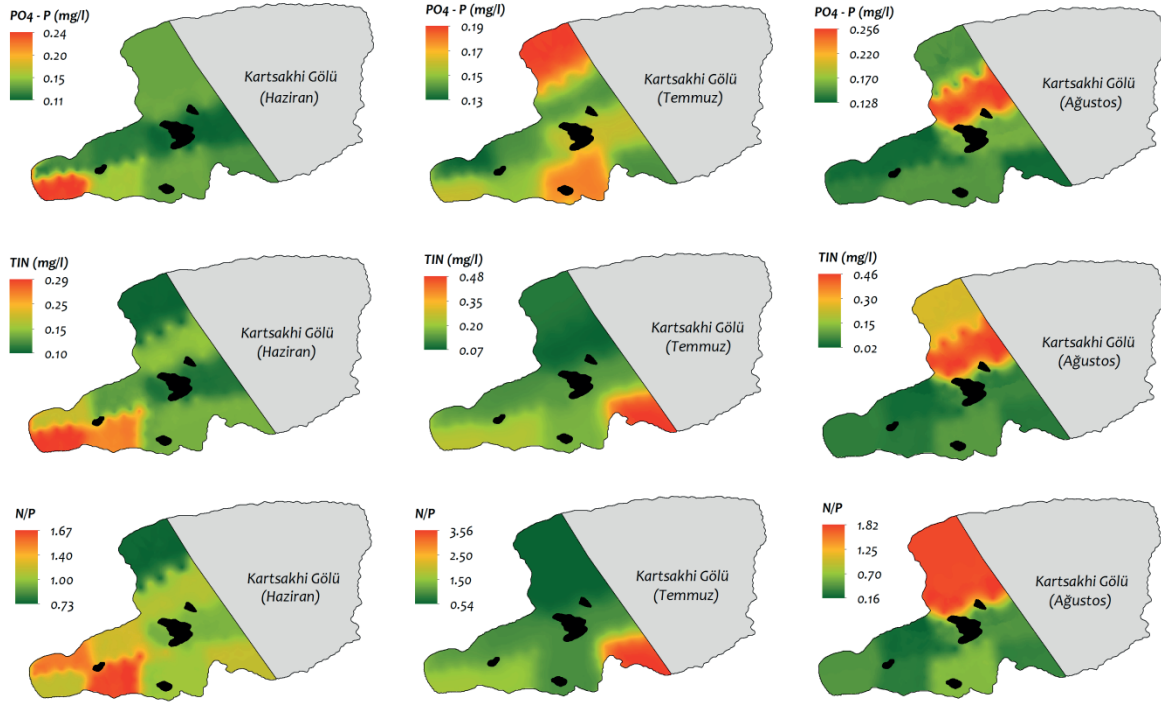 PO4 - P (mg/l)
0.24
0.20
0.15
0.11
Kartsakhi Gölü
(Haziran)
PO4 - P (mg/l)
0.19
0.17
0.15
0.13
Kartsakhi Gölü
(Temmuz)
PO4 - P (mg/l)
0.256
0.220
0.170
0.128
Kartsakhi Gölü
(Ağustos)
TIN (mg/l)
0.29
0.25
0.15
0.10
Kartsakhi Gölü
(Haziran)
TIN (mg/l)
0.48
0.35
0.20
0.07
Kartsakhi Gölü
(Temmuz)
TIN (mg/l)
0.46
0.30
0.15
0.02
Kartsakhi Gölü
(Ağustos)
N/P
1.67
1.40
1.00
0.73
Kartsakhi Gölü
(Haziran)
N/P
3.56
2.50
1.50
0.54
Kartsakhi Gölü
(Temmuz)
N/P
1.82
1.25
0.70
0.16
Kartsakhi Gölü
(Ağustos)